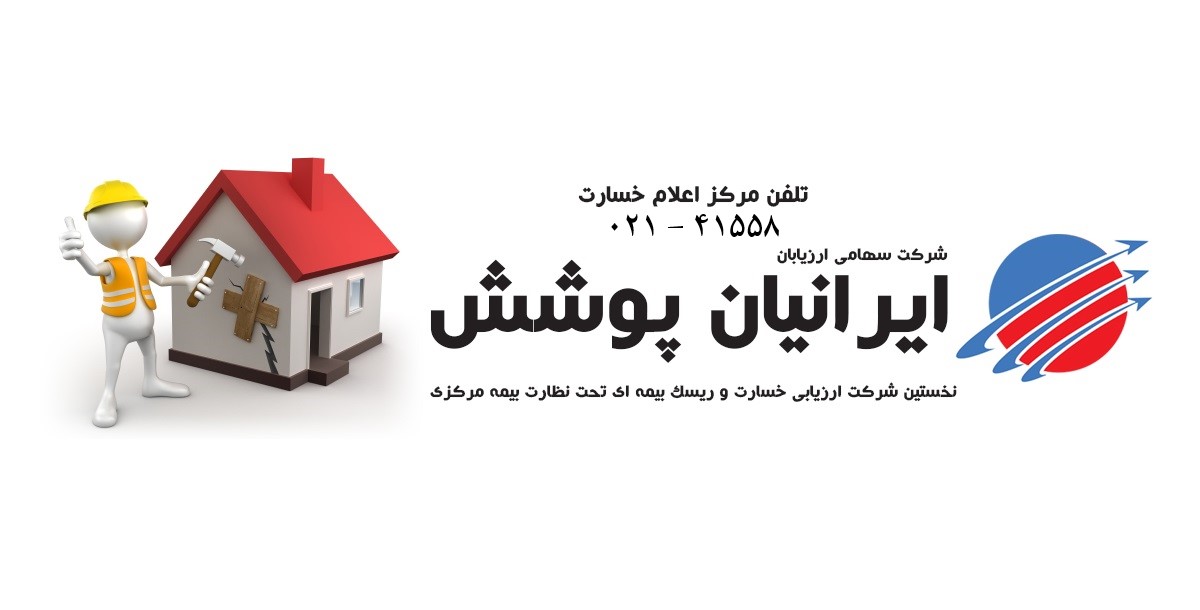 تلفن مرکز اعلام خسارت
۰۲۱ – ۴۱۵۵۸
شرکت سهامی ارزیابان
ایرانیان پوشش
نخستین شرکت ارزیابی خسارت و ریسک بیمه ای تحت نظارت بیمه مرکزی